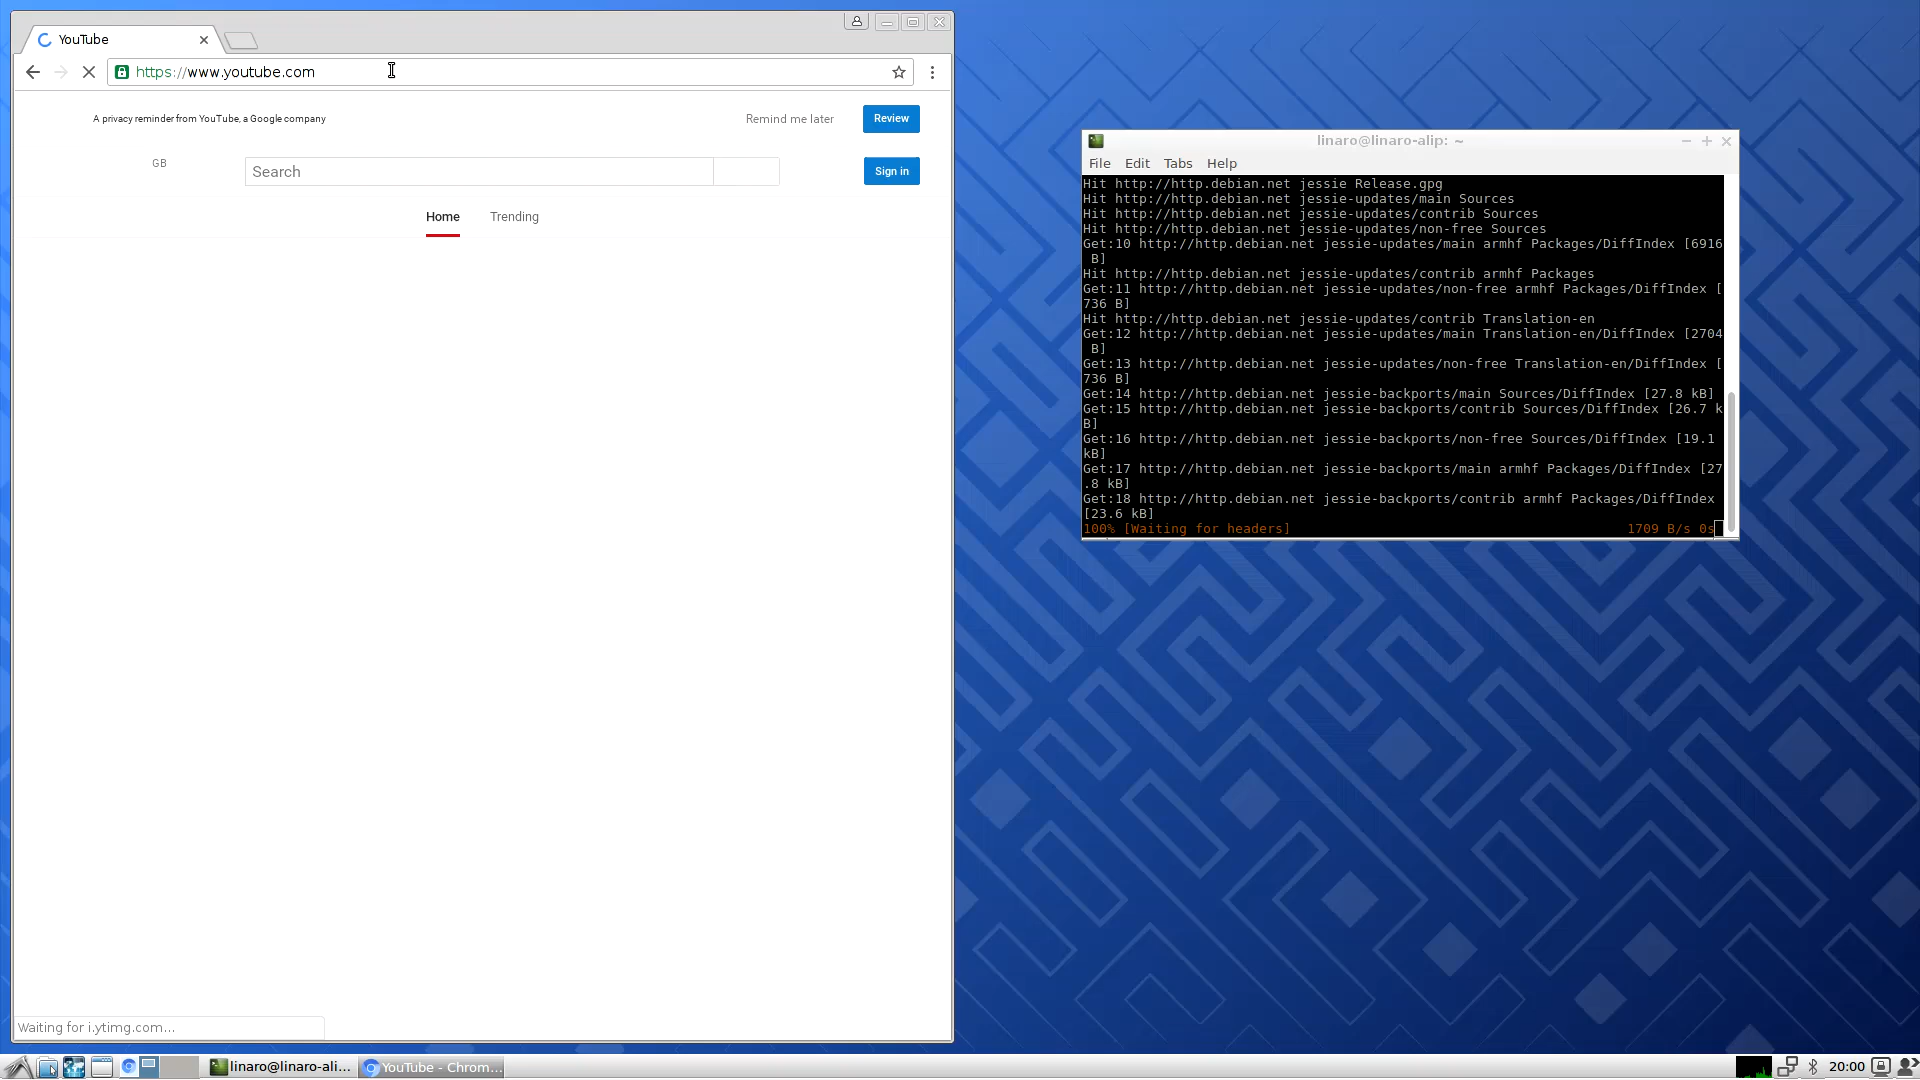 YouTube
https://www.youtube.com
A privacy reminder from YouTube, a Google company
Remind me later
Review
GB
Search
Sign in
Home
Trending
Waiting for i.ytimg.com...
linaro@linaro-alip: ~
File Edit Tabs Help
Hit http://http.debian.net jessie Release.gpg
Hit http://http.debian.net jessie-updates/main Sources
Hit http://http.debian.net jessie-updates/contrib Sources
Hit http://http.debian.net jessie-updates/non-free Sources
Get:10 http://http.debian.net jessie-updates/main armhf Packages/DiffIndex [6916
 B]
Hit http://http.debian.net jessie-updates/contrib armhf Packages
Get:11 http://http.debian.net jessie-updates/non-free armhf Packages/DiffIndex [
736 B]
Hit http://http.debian.net jessie-updates/contrib Translation-en
Get:12 http://http.debian.net jessie-updates/main Translation-en/DiffIndex [2704
 B]
Get:13 http://http.debian.net jessie-updates/non-free Translation-en/DiffIndex [
736 B]
Get:14 http://http.debian.net jessie-backports/main Sources/DiffIndex [27.8 kB]
Get:15 http://http.debian.net jessie-backports/contrib Sources/DiffIndex [26.7 k
B]
Get:16 http://http.debian.net jessie-backports/non-free Sources/DiffIndex [19.1
kB]
Get:17 http://http.debian.net jessie-backports/main armhf Packages/DiffIndex [27
.8 kB]
Get:18 http://http.debian.net jessie-backports/contrib armhf Packages/DiffIndex
[23.6 kB]
100% [Waiting for headers] 1709 B/s 0s
linaro@linaro-ali...
YouTube - Chrom...
20:00